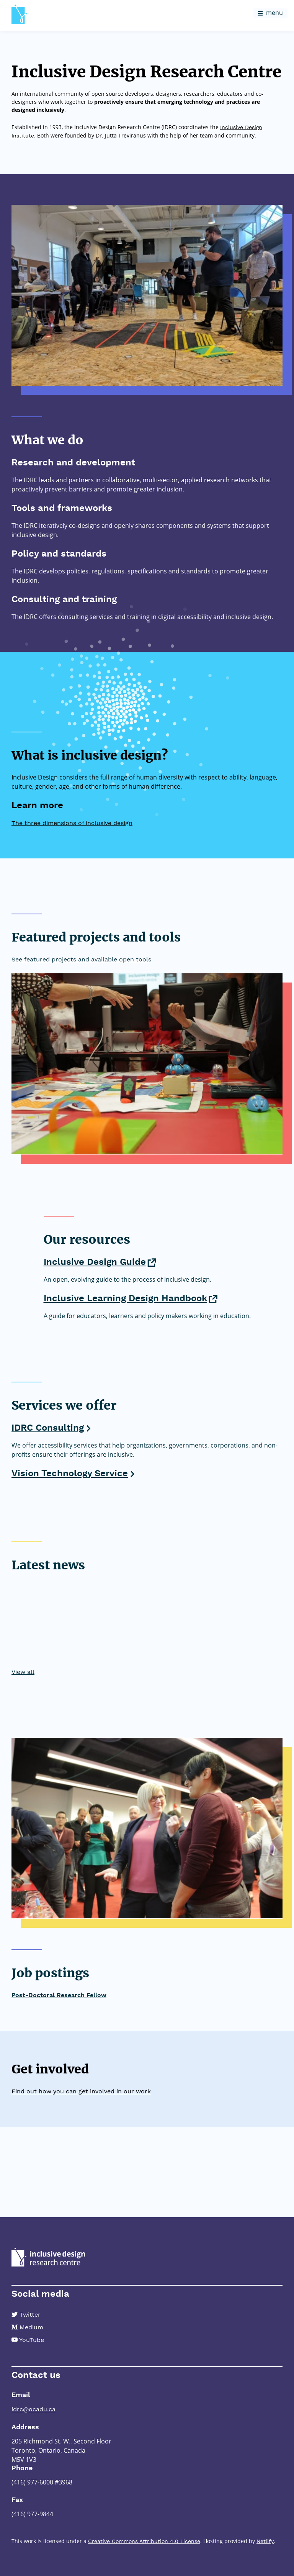 menu
Inclusive Design Research Centre
An international community of open source developers, designers, researchers, educators and co-
designers who work together to proactively ensure that emerging technology and practices are
designed inclusively.
Established in 1993, the Inclusive Design Research Centre (IDRC) coordinates the Inclusive Design
Institute. Both were founded by Dr. Jutta Treviranus with the help of her team and community.
What we do
Research and development
The IDRC leads and partners in collaborative, multi-sector, applied research networks that
proactively prevent barriers and promote greater inclusion.
Tools and frameworks
The IDRC iteratively co-designs and openly shares components and systems that support
inclusive design.
Policy and standards
The IDRC develops policies, regulations, specifications and standards to promote greater
inclusion.
Consulting and training
The IDRC offers consulting services and training in digital accessibility and inclusive design.
What is inclusive design?
Inclusive Design considers the full range of human diversity with respect to ability, language,
culture, gender, age, and other forms of human difference.
Learn more
The three dimensions of inclusive design
Featured projects and tools
See featured projects and available open tools
Our resources
Inclusive Design Guide
An open, evolving guide to the process of inclusive design.
Inclusive Learning Design Handbook
A guide for educators, learners and policy makers working in education.
Services we offer
IDRC Consulting
We offer accessibility services that help organizations, governments, corporations, and non-
profits ensure their offerings are inclusive.
Vision Technology Service
Latest news
View all
Job postings
Post-Doctoral Research Fellow
Get involved
Find out how you can get involved in our work
inclusive design
research centre
Social media
Twitter
Medium
YouTube
Contact us
Email
idrc@ocadu.ca
Address
205 Richmond St. W., Second Floor
Toronto, Ontario, Canada
M5V 1V3
Phone
(416) 977-6000 #3968
Fax
(416) 977-9844
This work is licensed under a Creative Commons Attribution 4.0 License. Hosting provided by Netlify.